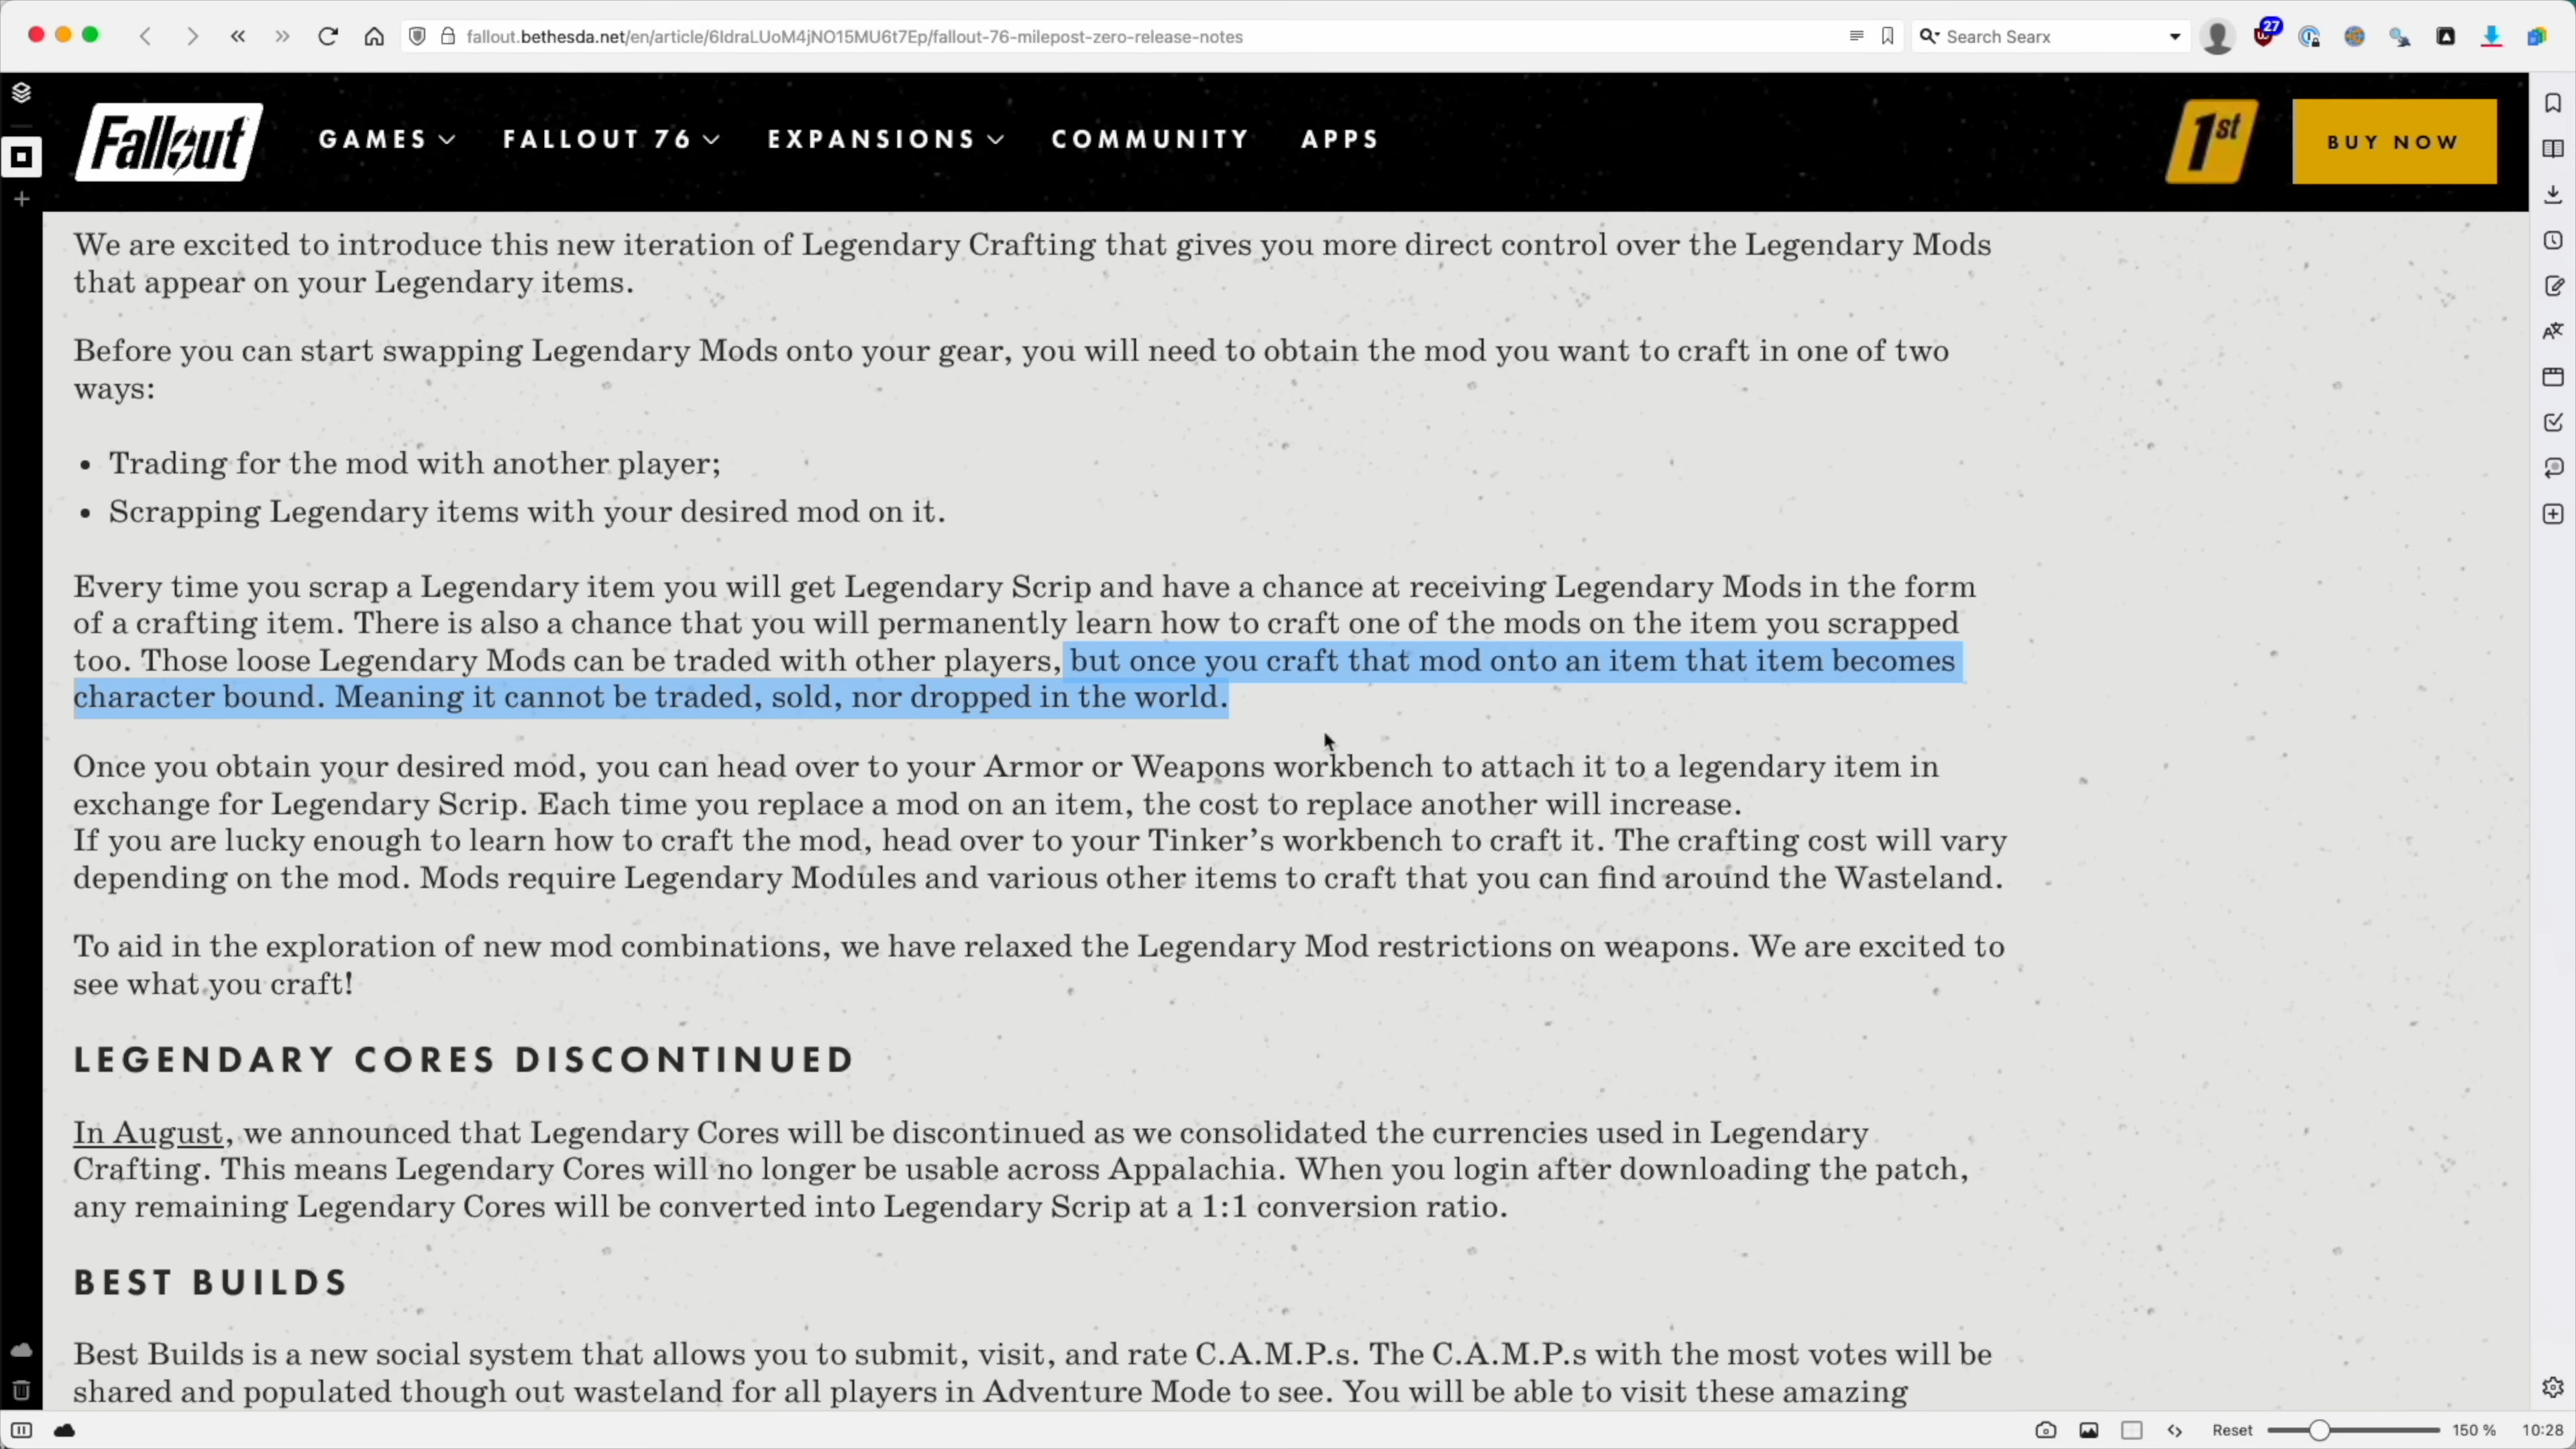 fallout.bethesda.net/en/article/6IdraLUoM4jNO15MU6t7Ep/fallout-76-milepost-zero-release-notes
Search Searx
27
Fallout
GAMES
FALLOUT 76
EXPANSIONS
COMMUNITY
APPS
1st
BUY NOW
We are excited to introduce this new iteration of Legendary Crafting that gives you more direct control over the Legendary Mods
that appear on your Legendary items.
Before you can start swapping Legendary Mods onto your gear, you will need to obtain the mod you want to craft in one of two
ways:
• Trading for the mod with another player;
• Scrapping Legendary items with your desired mod on it.
Every time you scrap a Legendary item you will get Legendary Scrip and have a chance at receiving Legendary Mods in the form
of a crafting item. There is also a chance that you will permanently learn how to craft one of the mods on the item you scrapped
too. Those loose Legendary Mods can be traded with other players, but once you craft that mod onto an item that item becomes
character bound. Meaning it cannot be traded, sold, nor dropped in the world.
Once you obtain your desired mod, you can head over to your Armor or Weapons workbench to attach it to a legendary item in
exchange for Legendary Scrip. Each time you replace a mod on an item, the cost to replace another will increase.
If you are lucky enough to learn how to craft the mod, head over to your Tinker's workbench to craft it. The crafting cost will vary
depending on the mod. Mods require Legendary Modules and various other items to craft that you can find around the Wasteland.
To aid in the exploration of new mod combinations, we have relaxed the Legendary Mod restrictions on weapons. We are excited to
see what you craft!
LEGENDARY CORES DISCONTINUED
In August, we announced that Legendary Cores will be discontinued as we consolidated the currencies used in Legendary
Crafting. This means Legendary Cores will no longer be usable across Appalachia. When you login after downloading the patch,
any remaining Legendary Cores will be converted into Legendary Scrip at a 1:1 conversion ratio.
BEST BUILDS
Best Builds is a new social system that allows you to submit, visit, and rate C.A.M.P.s. The C.A.M.P.s with the most votes will be
shared and populated though out wasteland for all players in Adventure Mode to see. You will be able to visit these amazing
Reset
150 %
10:28